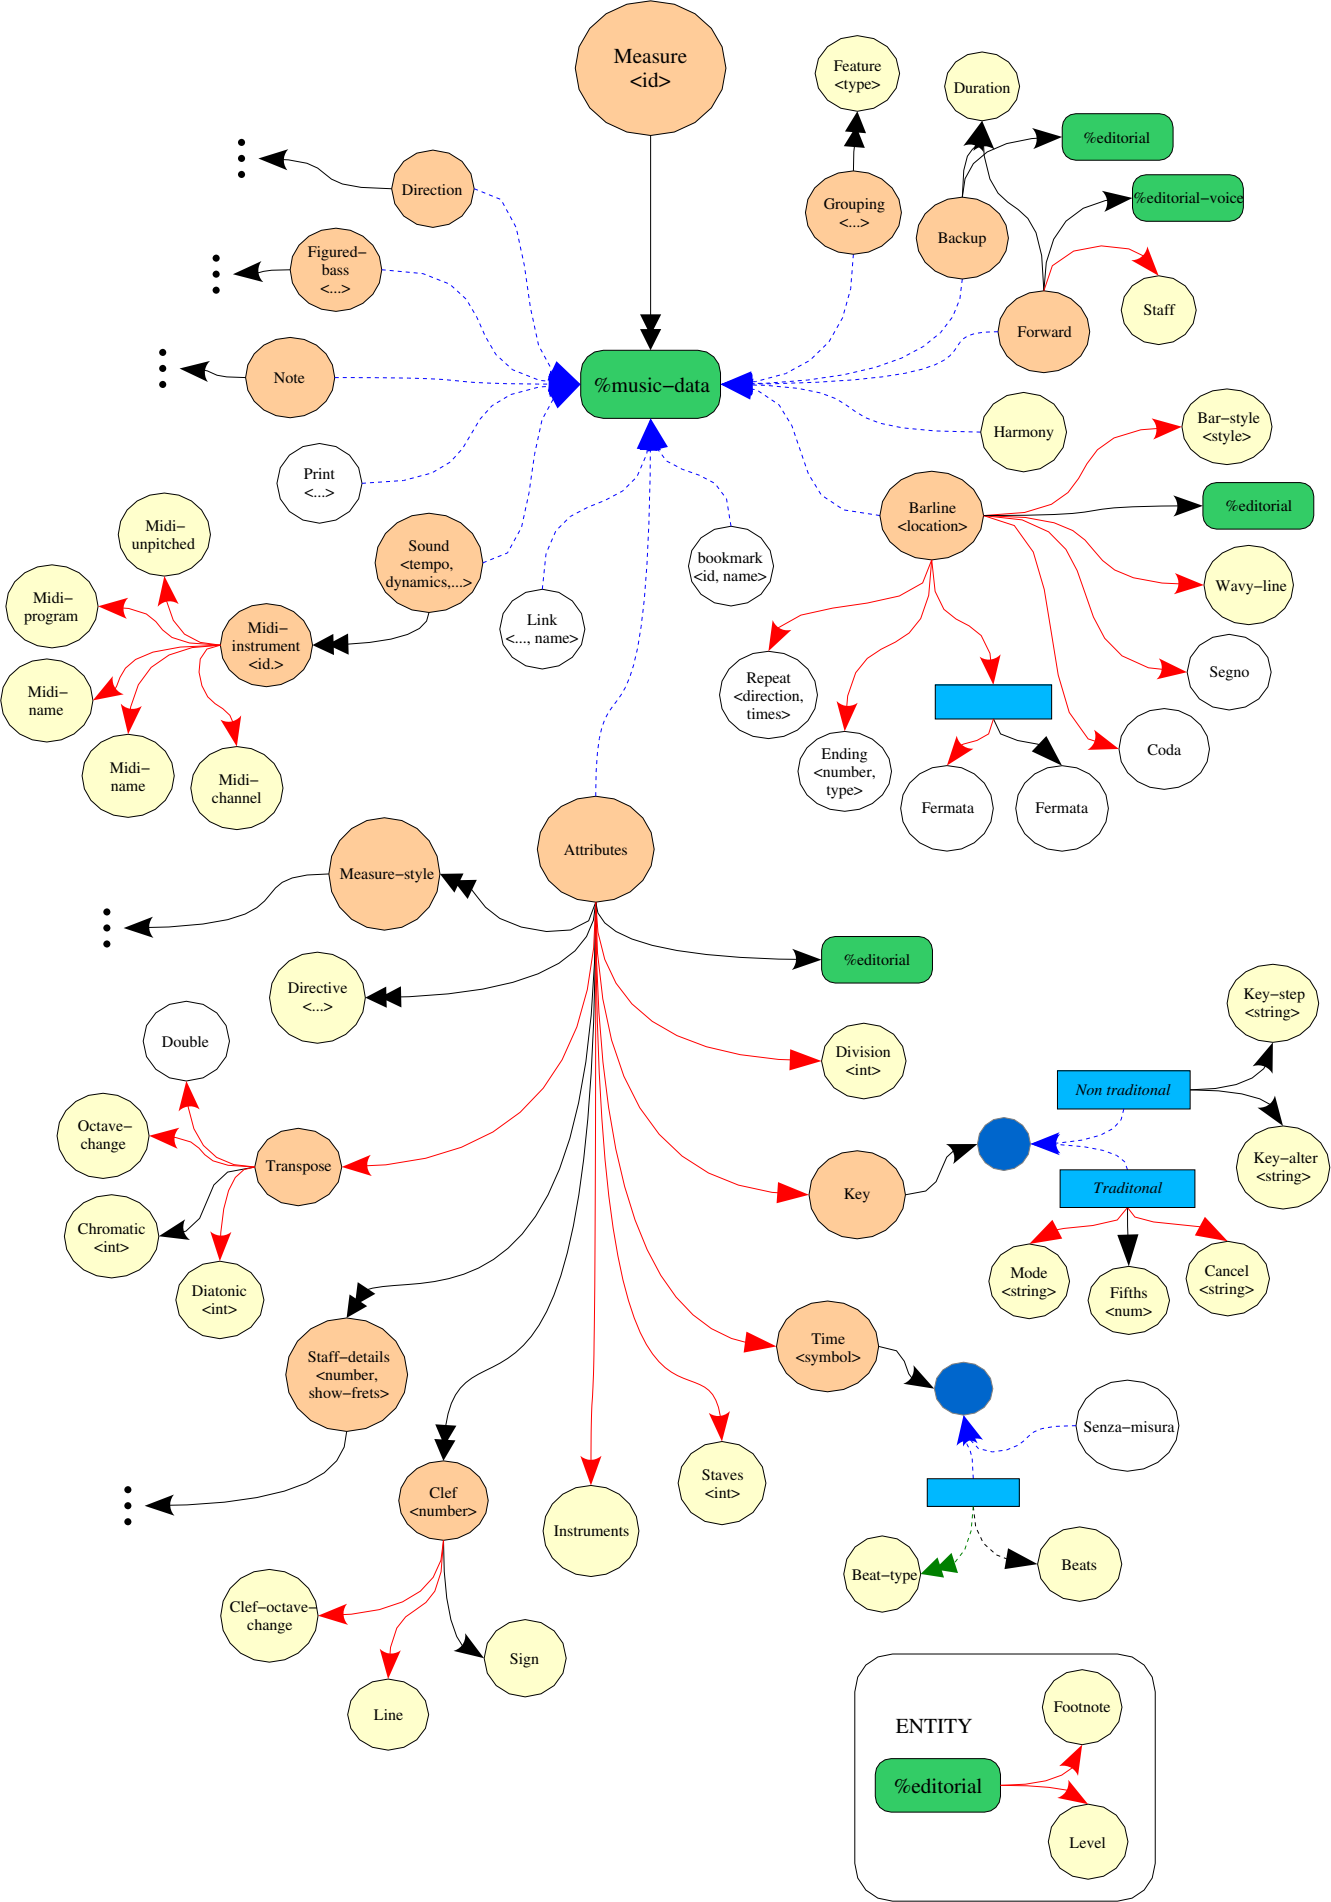 Measure
<id>
Feature
<type>
Duration
%editorial
Direction
%editorial−voice
Grouping
<...>
Backup
Figured−
bass
<...>
Staff
Forward
Note
%music−data
Harmony
Bar−style
<style>
Print
<...>
Barline
<location>
%editorial
Midi−
unpitched
Sound
<tempo,
dynamics,...>
bookmark
<id, name>
Wavy−line
Midi−
program
Midi−
instrument
<id.>
Link
<..., name>
Segno
Midi−
name
Repeat
<direction,
times>
Midi−
name
Midi−
channel
Ending
<number,
type>
Coda
Fermata
Fermata
Attributes
Measure−style
%editorial
Directive
<...>
Key−step
<string>
Double
Division
<int>
Non traditonal
Octave−
change
Transpose
Key
Key−alter
<string>
Traditonal
Chromatic
<int>
Diatonic
<int>
Mode
<string>
Fifths
<num>
Cancel
<string>
Time
<symbol>
Staff−details
<number,
show−frets>
Senza−misura
Staves
<int>
Clef
<number>
Instruments
Beat−type
Beats
Clef−octave−
change
Sign
Line
Footnote
ENTITY
%editorial
Level